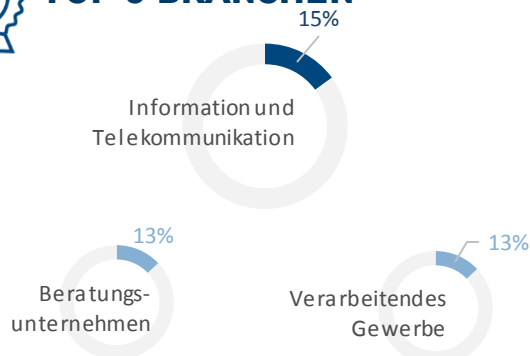 15%
Information und
Telekommunikation
13%
Beratungs-
unternehmen
13%
Verarbeitendes
Gewerbe